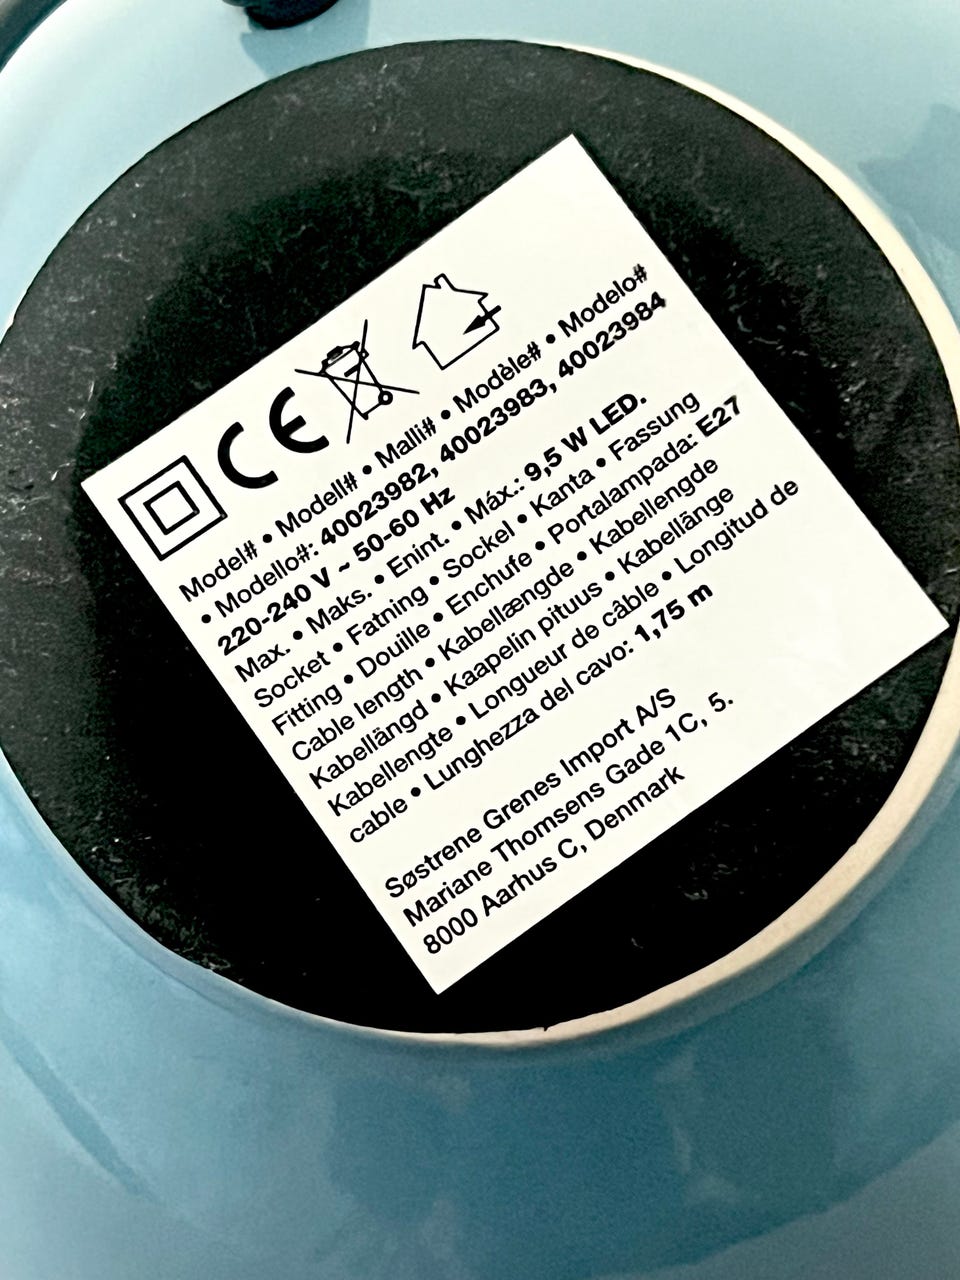 CE
Model# • Modell# • Malli# • Modèle# • Modelo#
• Modello#: 40023982, 40023983, 40023984
220-240 V ~ 50-60 Hz
Max. • Maks. • Enint. • Máx.: 9,5 W LED.
Socket • Fatning • Sockel • Kanta • Fassung
Fitting • Douille • Enchufe • Portalampada: E27
Cable length • Kabellængde • Kabellengde
Kabellängd • Kaapelin pituus • Kabellänge
Kabellengte • Longueur de câble • Longitud de
cable • Lunghezza del cavo: 1,75 m
Søstrene Grenes Import A/S
Mariane Thomsens Gade 1C, 5.
8000 Aarhus C, Denmark